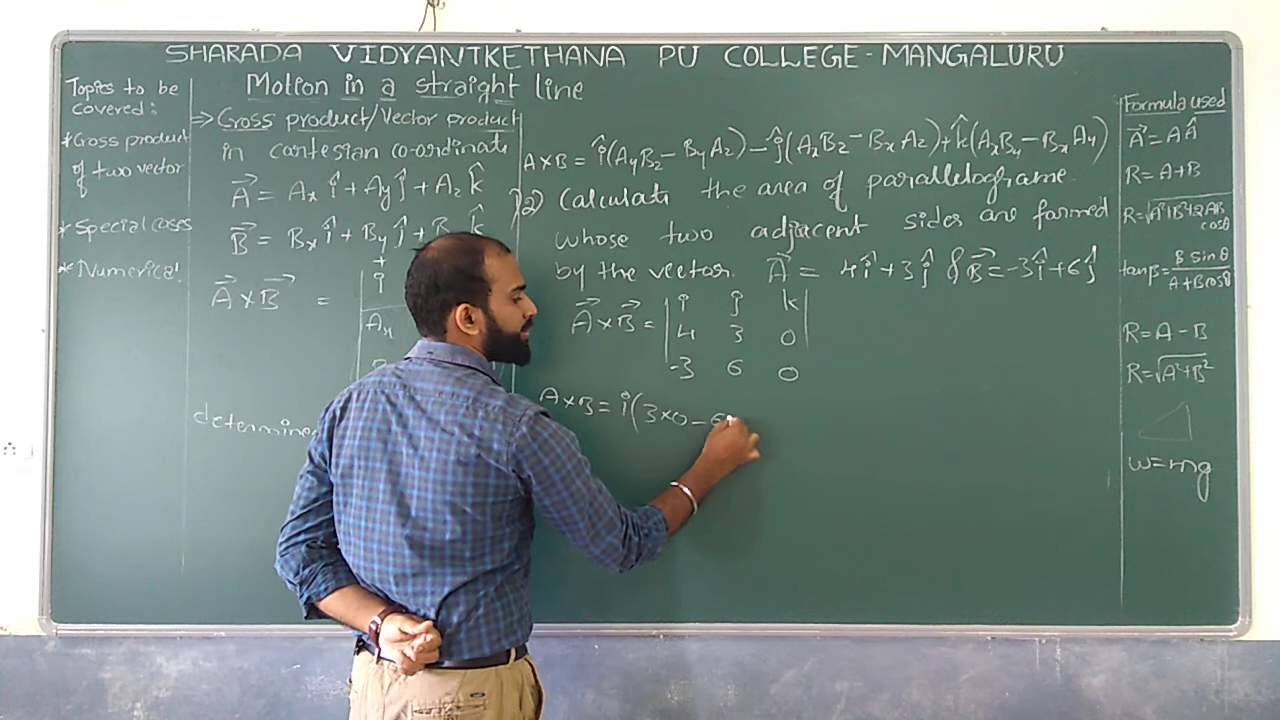 SHARADA VIDYANIKETHANA PU COLLEGE - MANGALURU
Motion in a straight line
Topics to be
covered:
* Cross product
of two vector
* Special cases
* Numerical
⇒ Cross product/Vector product
in cartesian co-ordinate
A⃗ = Ax î + Ay ĵ + Az k̂
B⃗ = Bx î + By ĵ + B k̂
A⃗ × B⃗ =
+
î
Ax
A×B = î(AyBz − ByAz) − ĵ(AxBz − BxAz) + k̂(AxBy − BxAy)
2) Calculate the area of parallelograme
whose two adjacent sides are formed
by the vector. A⃗ = 4î + 3ĵ & B⃗ = -3î + 6ĵ
A⃗ × B⃗ = | i j k |
4 3 0
-3 6 0
A×B = i(3×0 − 6
Formula used
A⃗ = A Â
R = A + B
R = √A²+B²+2AB
cosθ
tanβ = B sinθ / A + B cosθ
R = A − B
R = √A²+B²
w = mg